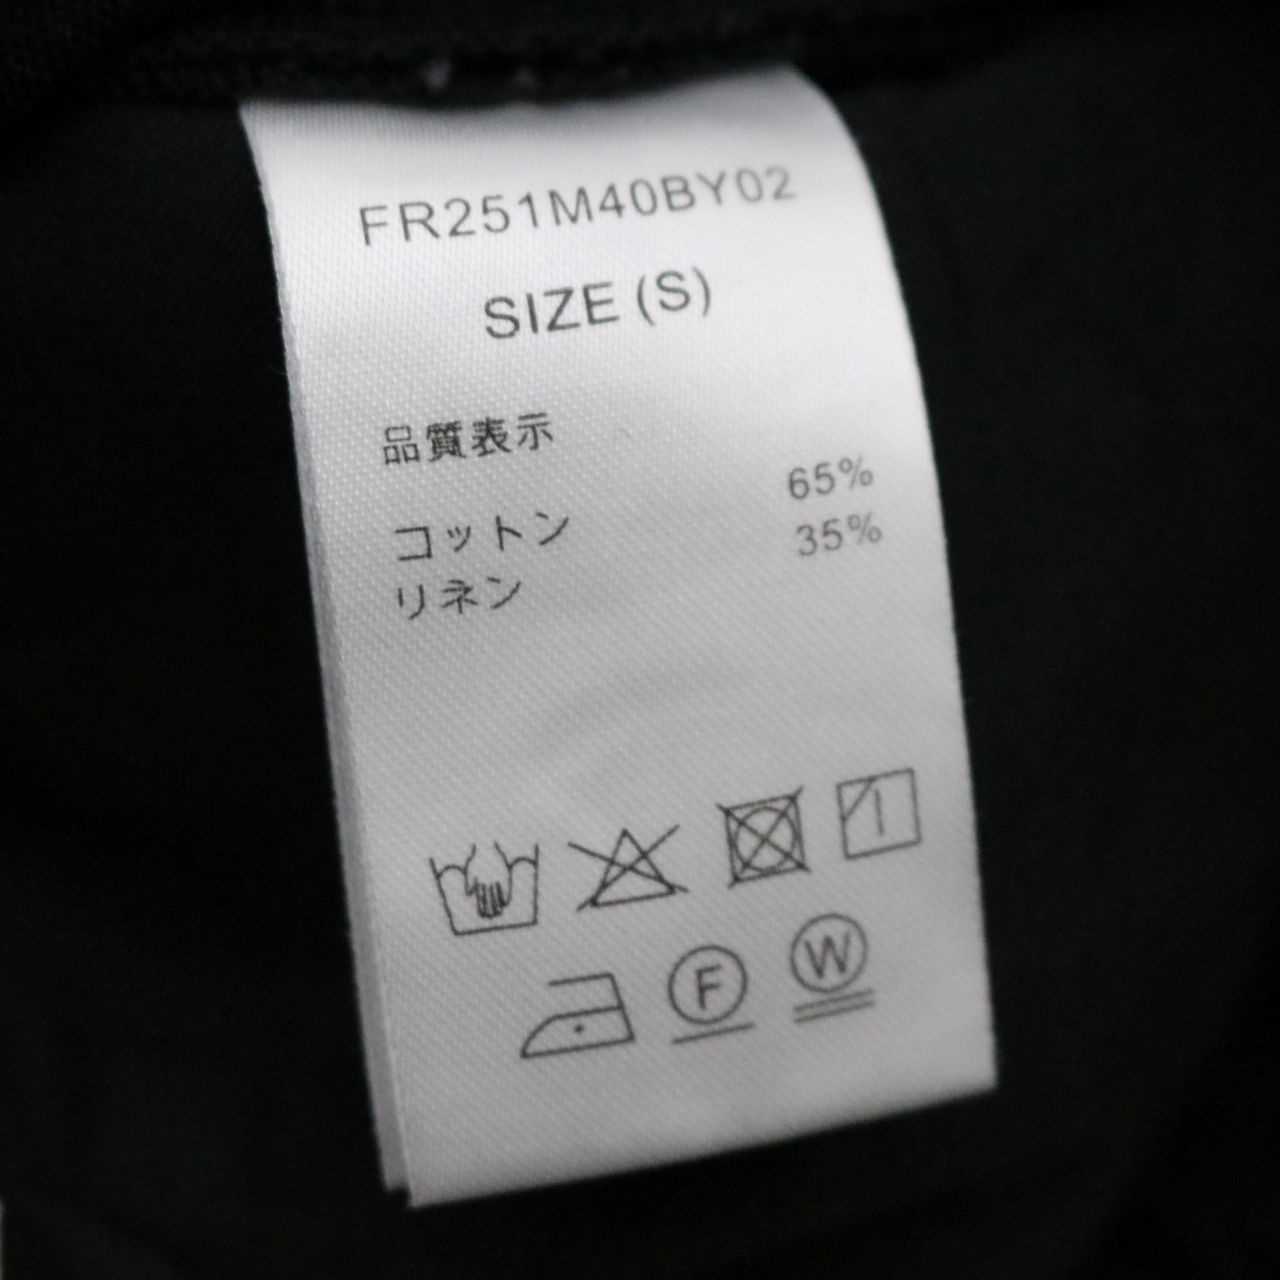 FR251M40BY02
SIZE (S)
品質表示
コットン 65%
リネン 35%
F W